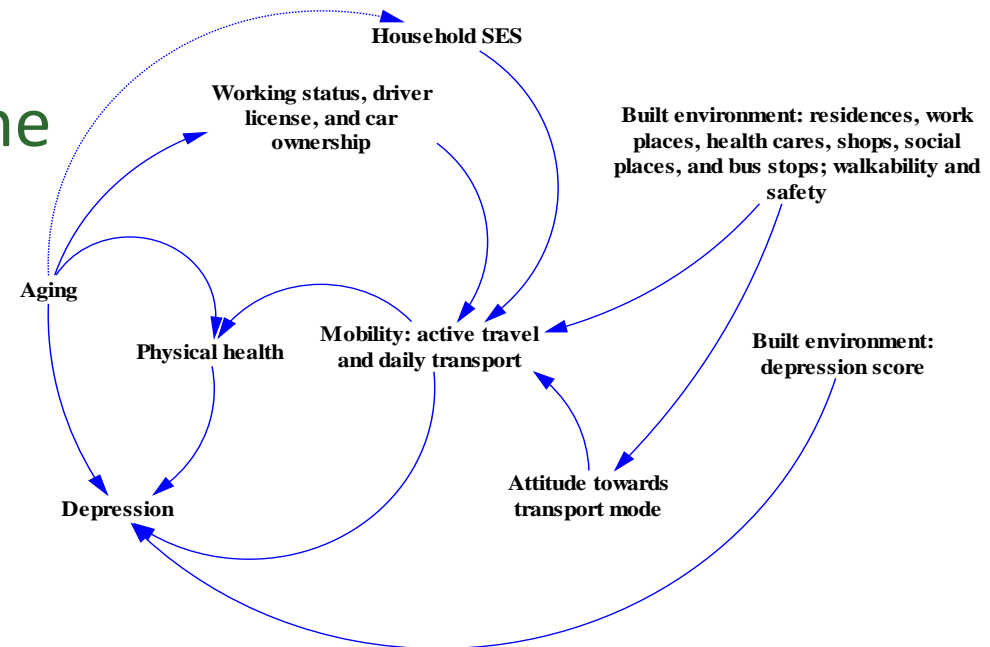 Household SES
ne
Working status, driver
license, and car
ownership
Built environment: residences, work
places, health cares, shops, social
places, and bus stops; walkability and
safety
Aging
Physical health
Mobility: active travel
and daily transport
Built environment:
depression score
Attitude towards
transport mode
Depression